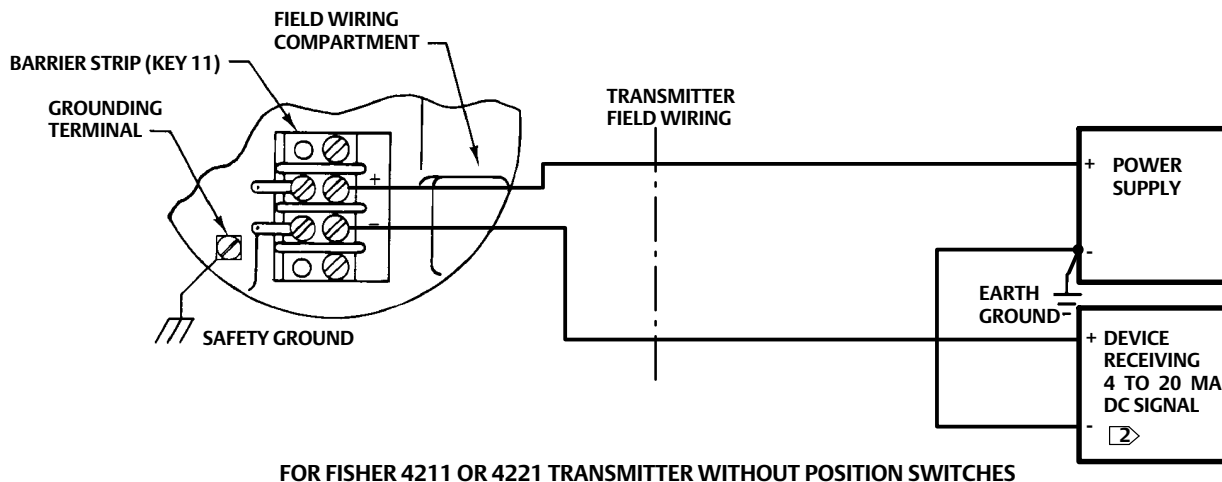 FIELD WIRING
COMPARTMENT
BARRIER STRIP (KEY 11)
GROUNDING
TERMINAL
TRANSMITTER
FIELD WIRING
+
-
SAFETY GROUND
+
POWER
SUPPLY
-
EARTH
GROUND
-
+
DEVICE
RECEIVING
4 TO 20 MA
DC SIGNAL
-
2
FOR FISHER 4211 OR 4221 TRANSMITTER WITHOUT POSITION SWITCHES